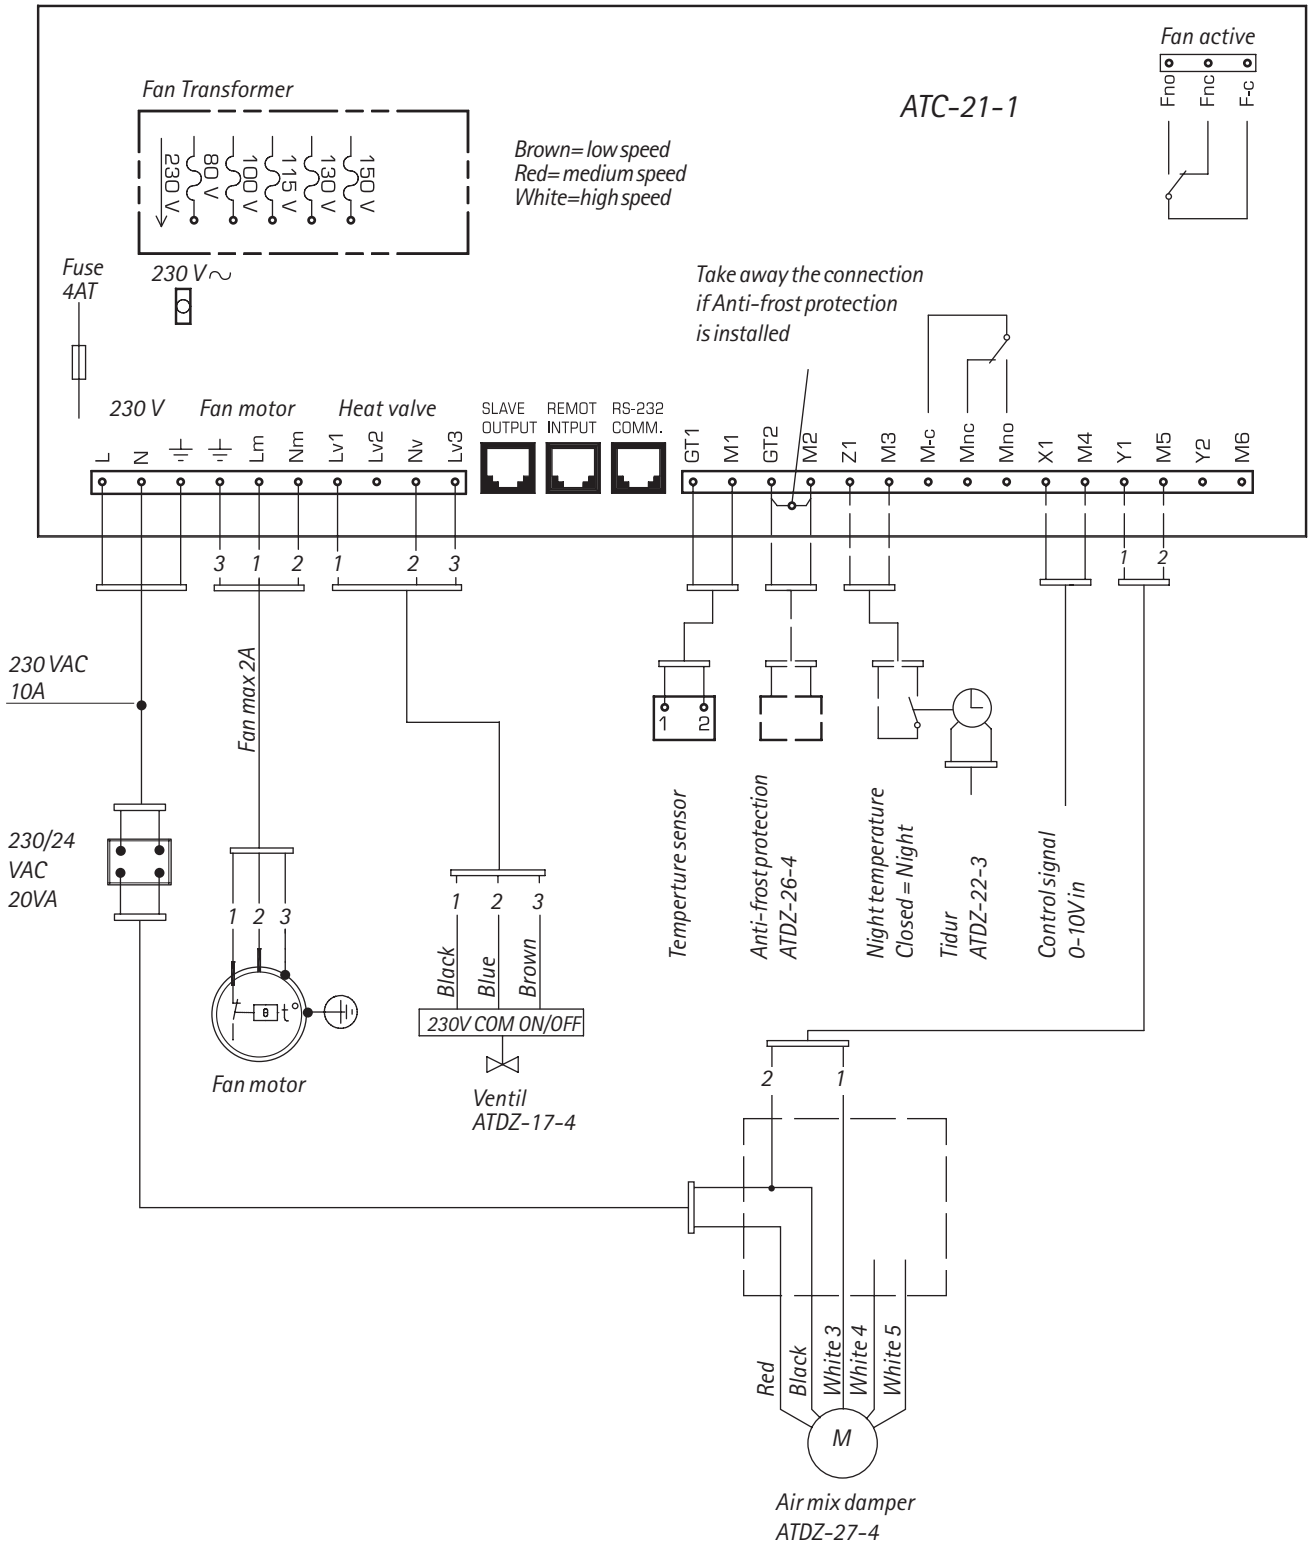 Fan active
Fno
Fnc
F-c
ATC-21-1
Fan Transformer
230 V
80 V
100 V
115 V
130 V
150 V
Brown= low speed
Red= medium speed
White=high speed
230 V~
Fuse
4AT
Take away the connection
if Anti-frost protection
is installed
230 V
Fan motor
Heat valve
SLAVE
OUTPUT
REMOT
INTPUT
RS-232
COMM.
L
N
Lm
Nm
Lv1
Lv2
Nv
Lv3
GT1
M1
GT2
M2
Z1
M3
M-c
Mnc
Mno
X1
M4
Y1
M5
Y2
M6
3
1
2
1
2
3
1
2
230 VAC
10A
Fan max 2A
1
2
230/24
VAC
20VA
1
2
3
1
2
3
Black
Blue
Brown
230V COM ON/OFF
θ
t°
Fan motor
Ventil
ATDZ-17-4
Temperture sensor
Anti-frost protection
ATDZ-26-4
Night temperature
Closed = Night
Tidur
ATDZ-22-3
Control signal
0-10V in
2
1
Red
Black
White 3
White 4
White 5
M
Air mix damper
ATDZ-27-4